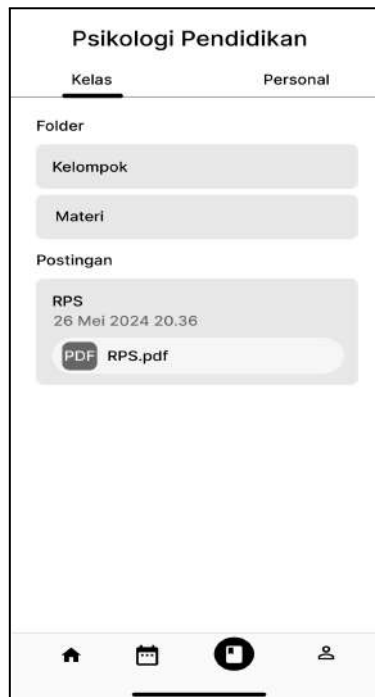 Psikologi Pendidikan
Kelas Personal
Folder
Kelompok
Materi
Postingan
RPS
26 Mei 2024 20.36
PDF RPS.pdf